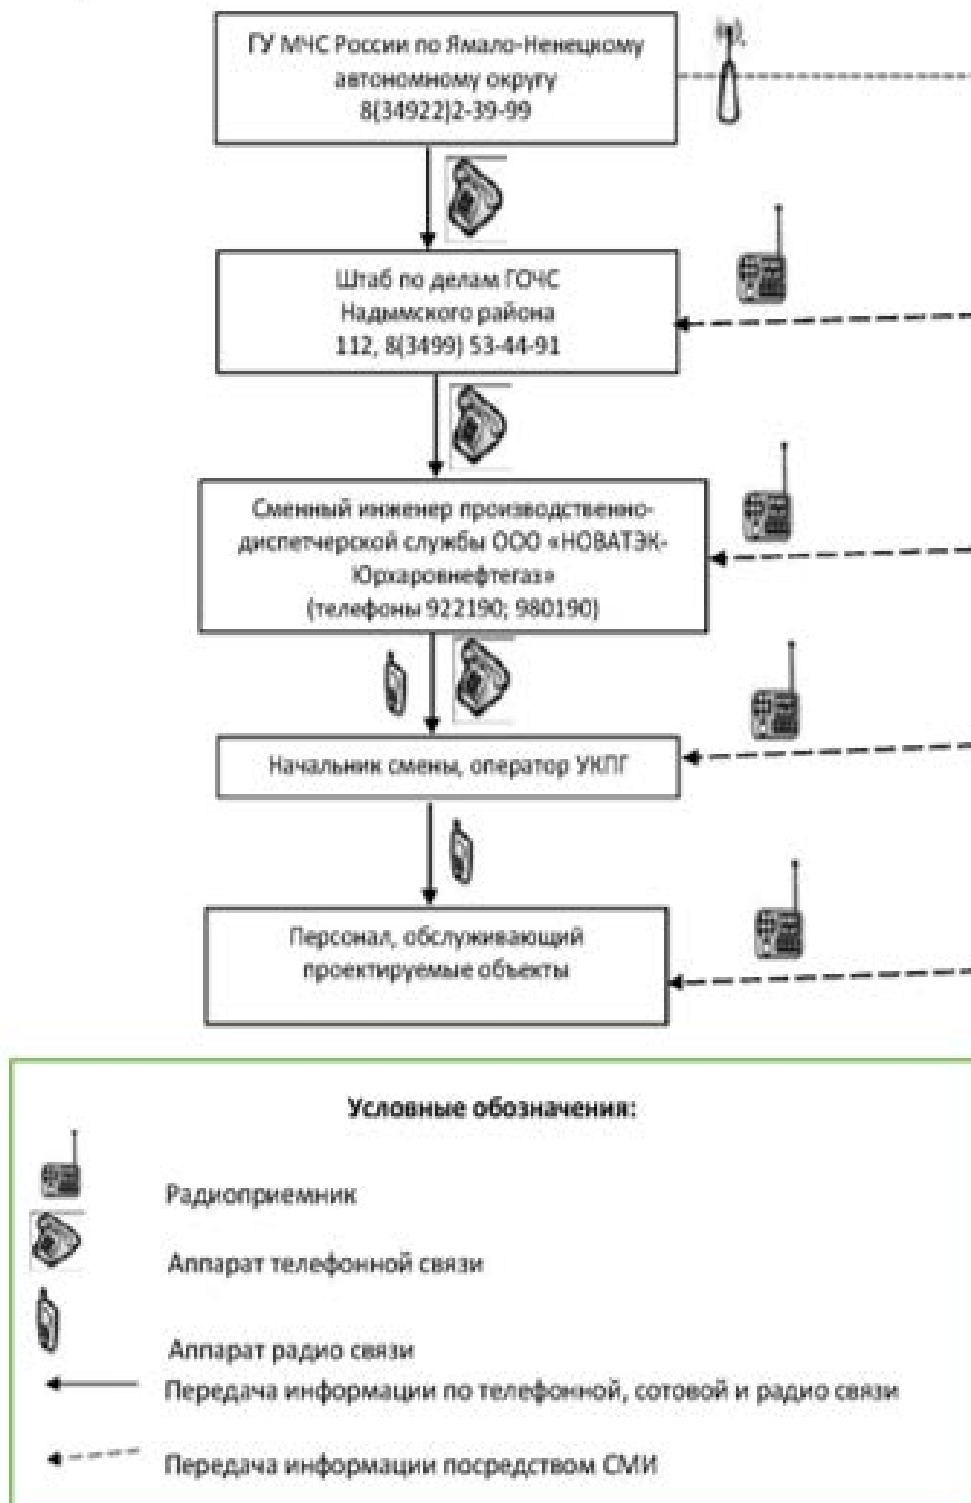 ГУ МЧС России по Ямало-Ненецкому
автономному округу
8(34922)2-39-99
Штаб по делам ГОЧС
Надымского района
112, 8(3499) 53-44-91
Сменный инженер производственно-
диспетчерской службы ООО «НОВАТЭК-
Юрхаровнефтегаз»
(телефоны 922190; 980190)
Начальник смены, оператор УКПГ
Персонал, обслуживающий
проектируемые объекты
Условные обозначения:
Радиоприемник
Аппарат телефонной связи
Аппарат радио связи
Передача информации по телефонной, сотовой и радио связи
Передача информации посредством СМИ